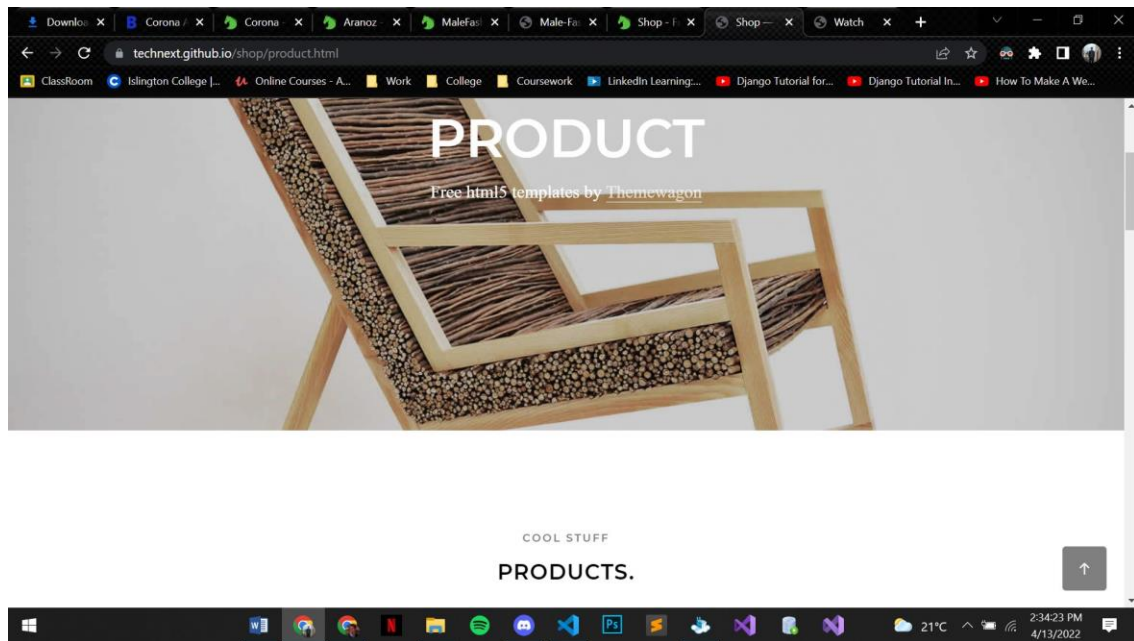 Downloa
Corona /
Corona -
Aranoz -
MaleFasl
Male-Fas
Shop - F
Shop —
Watch
technext.github.io/shop/product.html
ClassRoom
Islington College J...
Online Courses - A...
Work
College
Coursework
LinkedIn Learning:...
Django Tutorial for...
Django Tutorial In...
How To Make A We...
PRODUCT
Free html5 templates by Themewagon
COOL STUFF
PRODUCTS.
21°C
2:34:23 PM
4/13/2022